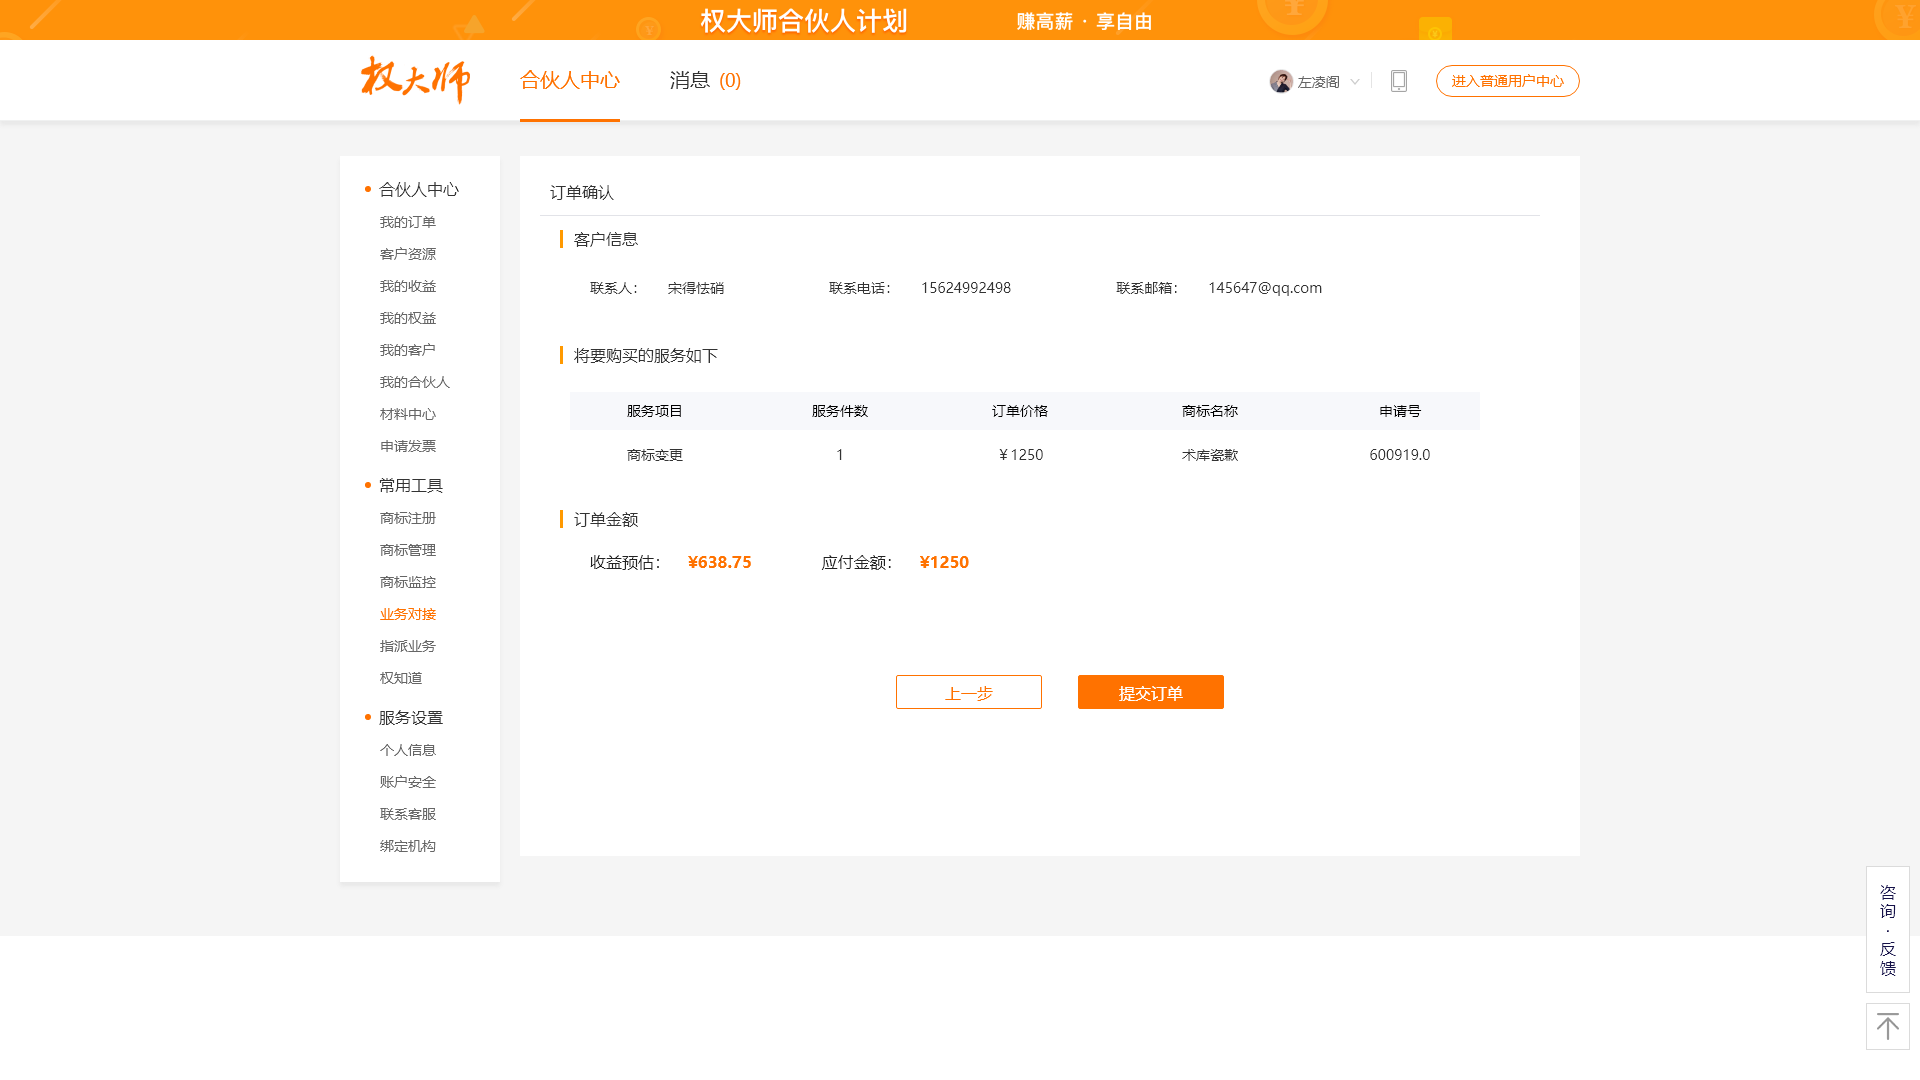 权大师合伙人计划 赚高薪 · 享自由
权大师 合伙人中心 消息 (0) 左凌阁 进入普通用户中心
合伙人中心
我的订单
客户资源
我的收益
我的权益
我的客户
我的合伙人
材料中心
申请发票
常用工具
商标注册
商标管理
商标监控
业务对接
指派业务
权知道
服务设置
个人信息
账户安全
联系客服
绑定机构
订单确认
客户信息
联系人： 宋得怯硝 联系电话： 15624992498 联系邮箱： 145647@qq.com
将要购买的服务如下
服务项目 服务件数 订单价格 商标名称 申请号
商标变更 1 ￥1250 术库瓷歉 600919.0
订单金额
收益预估： ¥638.75 应付金额： ¥1250
上一步 提交订单
咨
询
·
反
馈